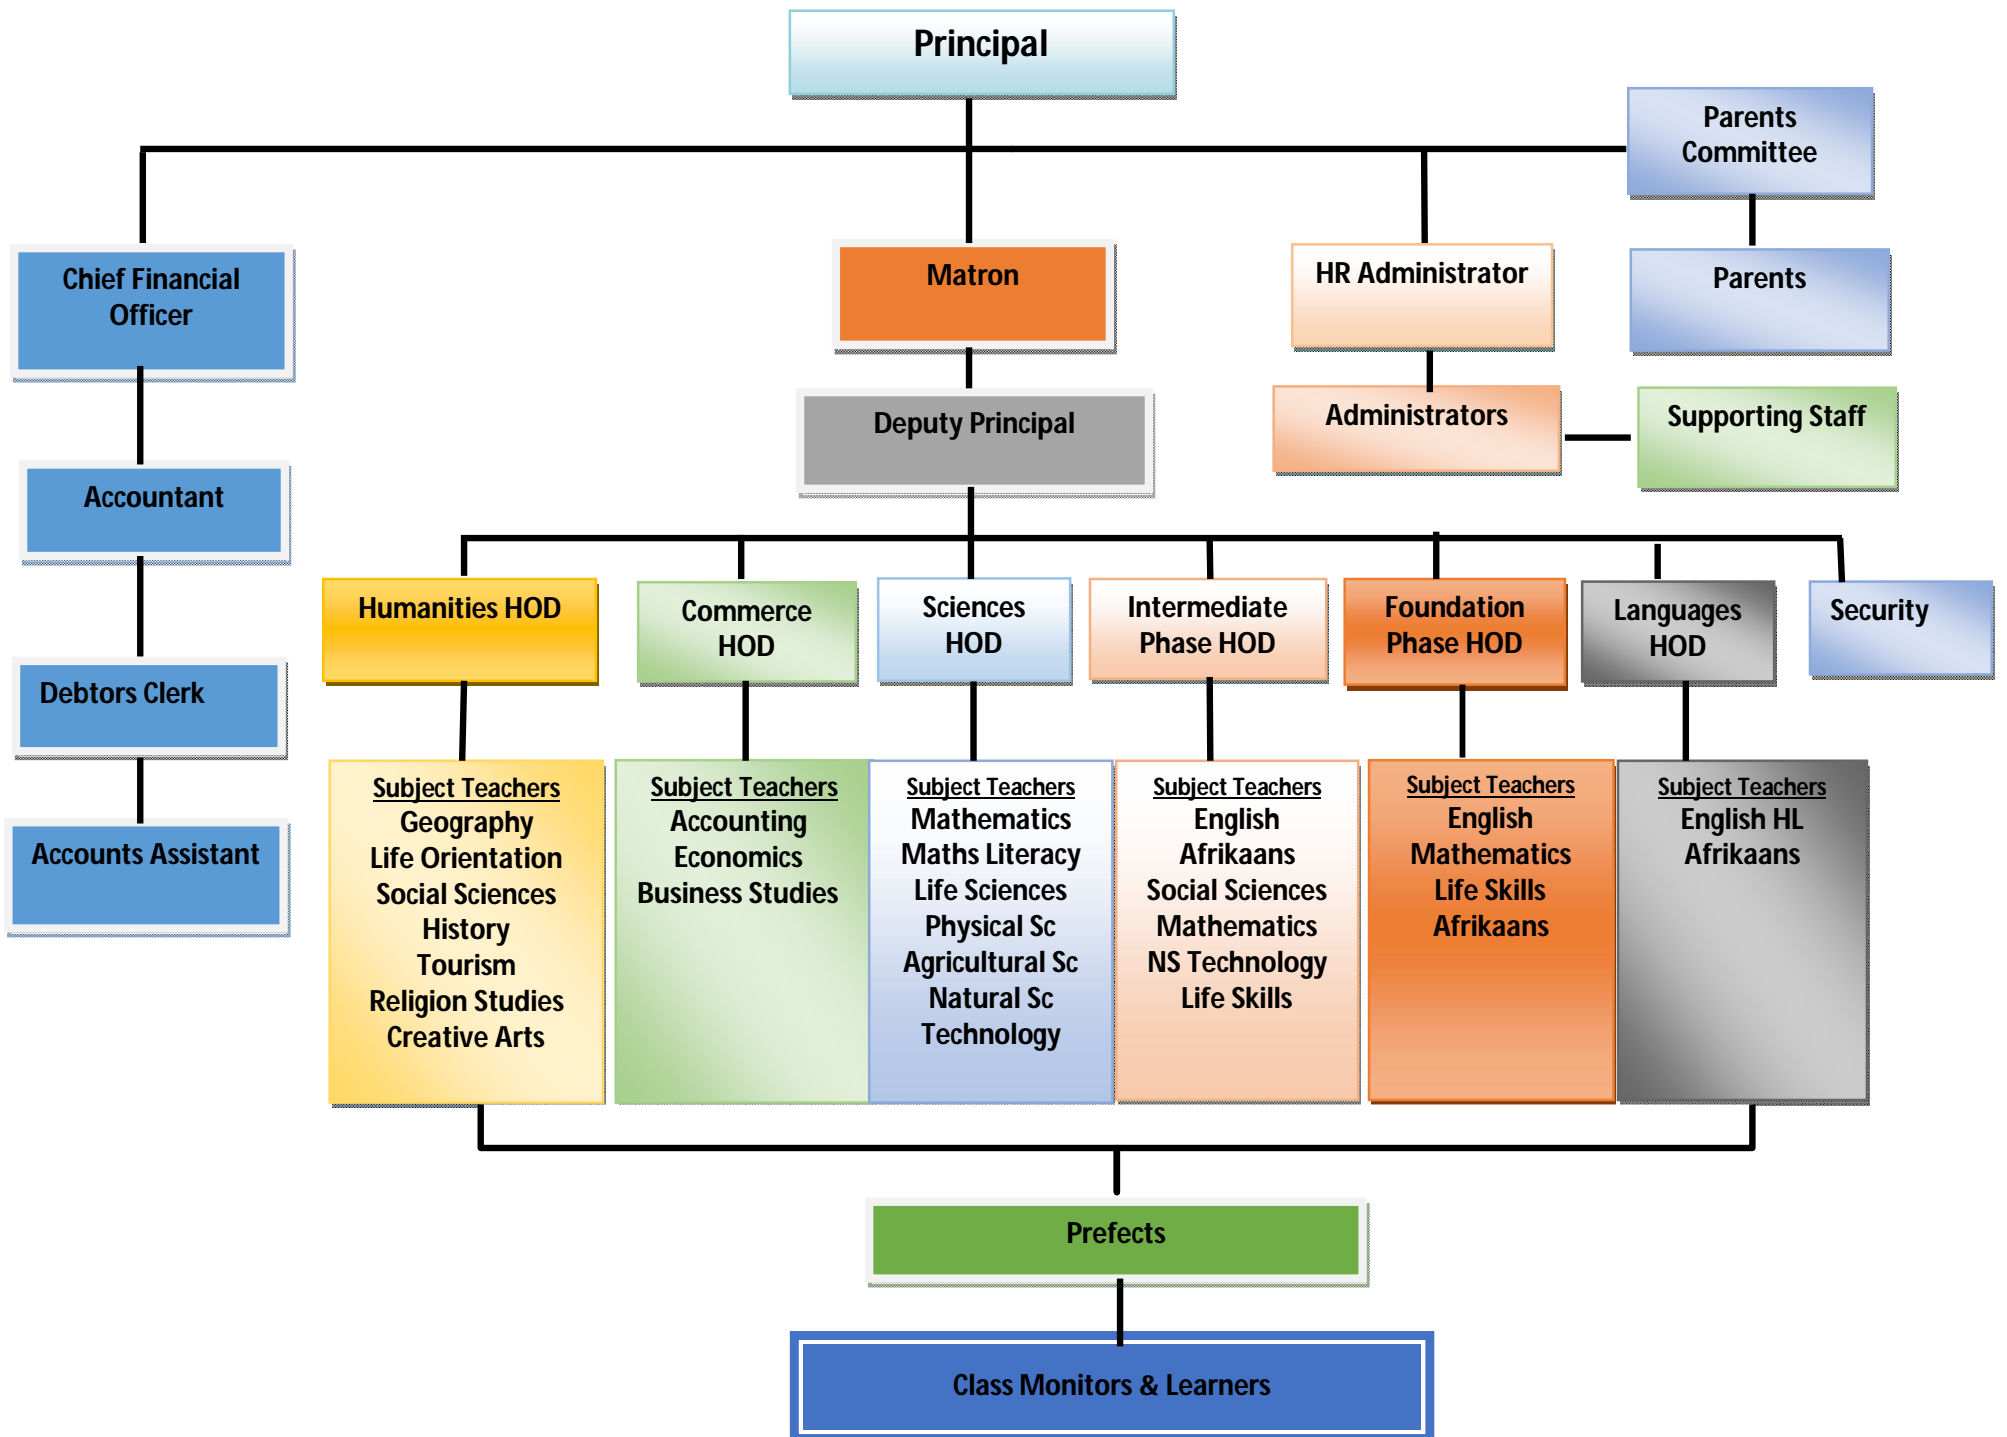 Principal
Parents
Committee
Chief Financial
Officer
Matron
HR Administrator
Parents
Deputy Principal
Administrators
Supporting Staff
Accountant
Humanities HOD
Commerce
HOD
Sciences
HOD
Intermediate
Phase HOD
Foundation
Phase HOD
Languages
HOD
Security
Debtors Clerk
Accounts Assistant
Subject Teachers
Geography
Life Orientation
Social Sciences
History
Tourism
Religion Studies
Creative Arts
Subject Teachers
Accounting
Economics
Business Studies
Subject Teachers
Mathematics
Maths Literacy
Life Sciences
Physical Sc
Agricultural Sc
Natural Sc
Technology
Subject Teachers
English
Afrikaans
Social Sciences
Mathematics
NS Technology
Life Skills
Subject Teachers
English
Mathematics
Life Skills
Afrikaans
Subject Teachers
English HL
Afrikaans
Prefects
Class Monitors & Learners